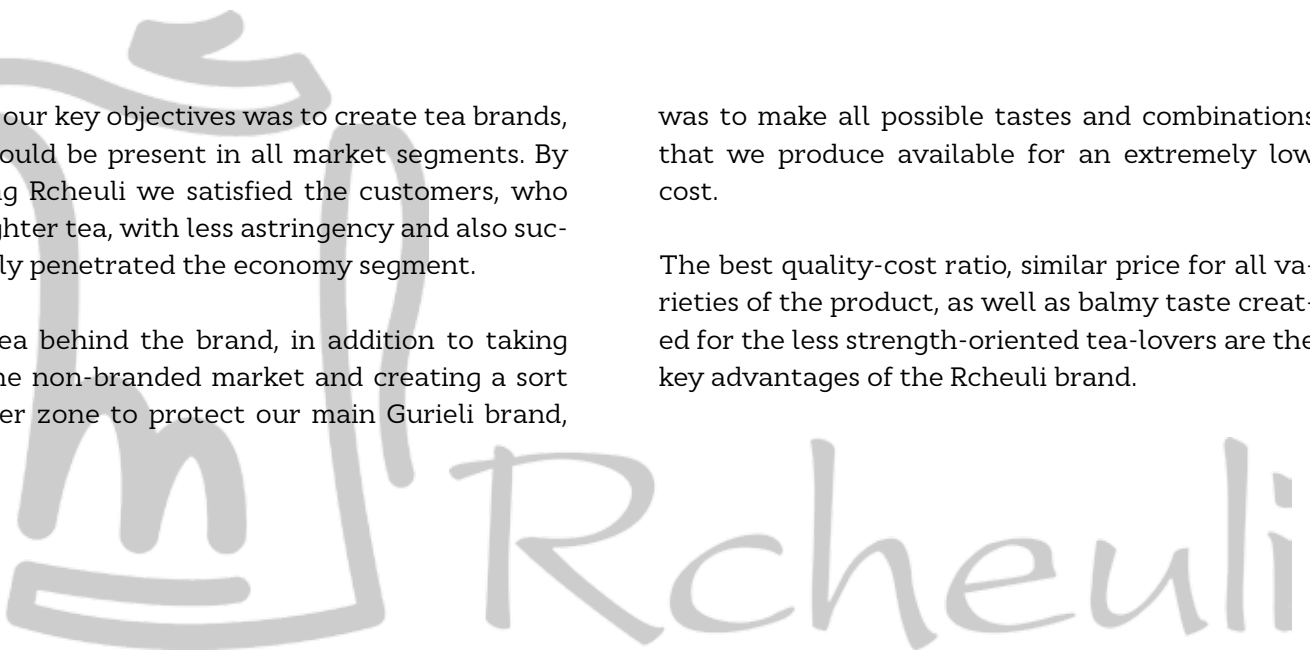 our key objectives was to create tea brands,
ould be present in all market segments. By
ng Rcheuli we satisfied the customers, who
ghter tea, with less astringency and also suc-
ly penetrated the economy segment.
ea behind the brand, in addition to taking
he non-branded market and creating a sort
er zone to protect our main Gurieli brand,
was to make all possible tastes and combinations
that we produce available for an extremely low
cost.
The best quality-cost ratio, similar price for all va-
rieties of the product, as well as balmy taste creat-
ed for the less strength-oriented tea-lovers are the
key advantages of the Rcheuli brand.
Rcheuli